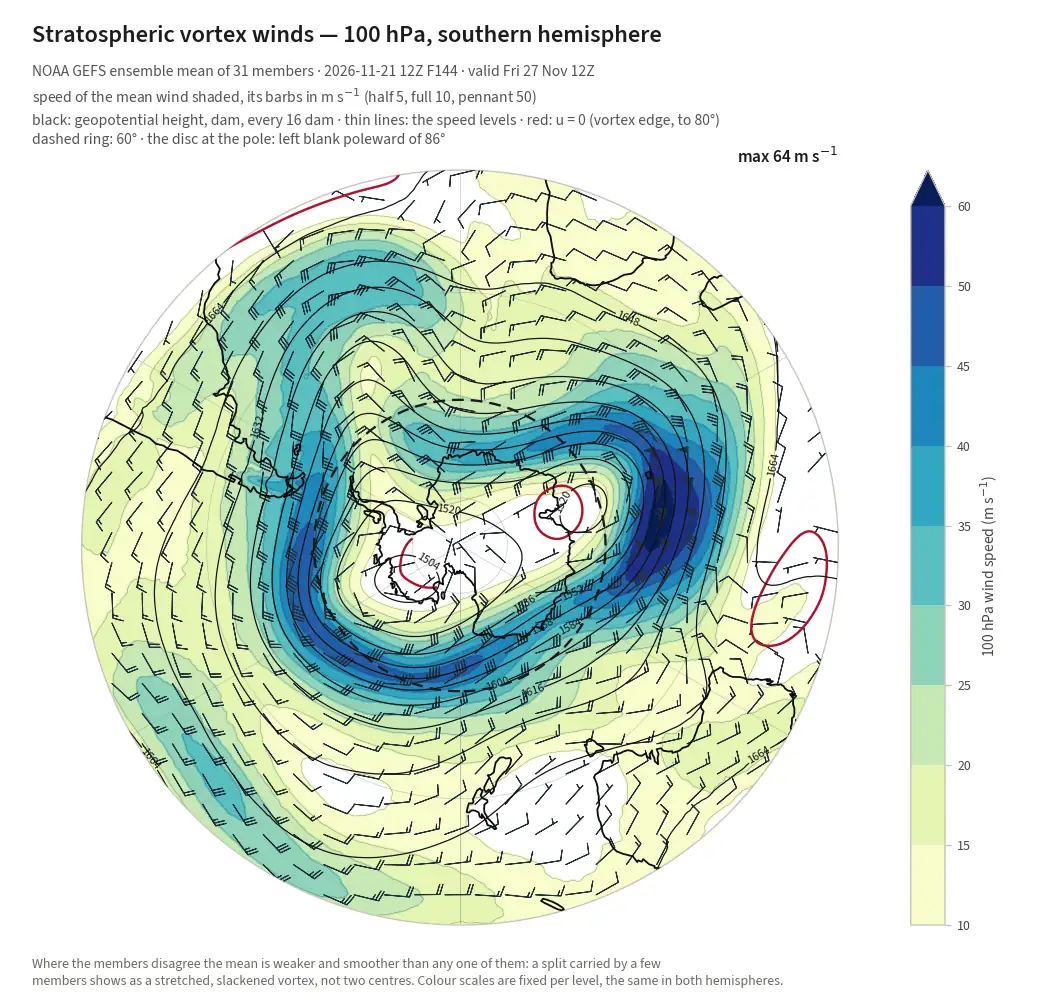 Stratospheric vortex winds — 100 hPa, southern hemisphere
NOAA GEFS ensemble mean of 31 members · 2026-11-21 12Z F144 · valid Fri 27 Nov 12Z
speed of the mean wind shaded, its barbs in m s⁻¹ (half 5, full 10, pennant 50)
black: geopotential height, dam, every 16 dam · thin lines: the speed levels · red: u = 0 (vortex edge, to 80°)
dashed ring: 60° · the disc at the pole: left blank poleward of 86°
max 64 m s⁻¹
60
50
45
40
35
30
25
20
15
10
100 hPa wind speed (m s⁻¹)
1664
1648
1632
1664
1520
1504
1600
1616
1664
1664
Where the members disagree the mean is weaker and smoother than any one of them: a split carried by a few
members shows as a stretched, slackened vortex, not two centres. Colour scales are fixed per level, the same in both hemispheres.